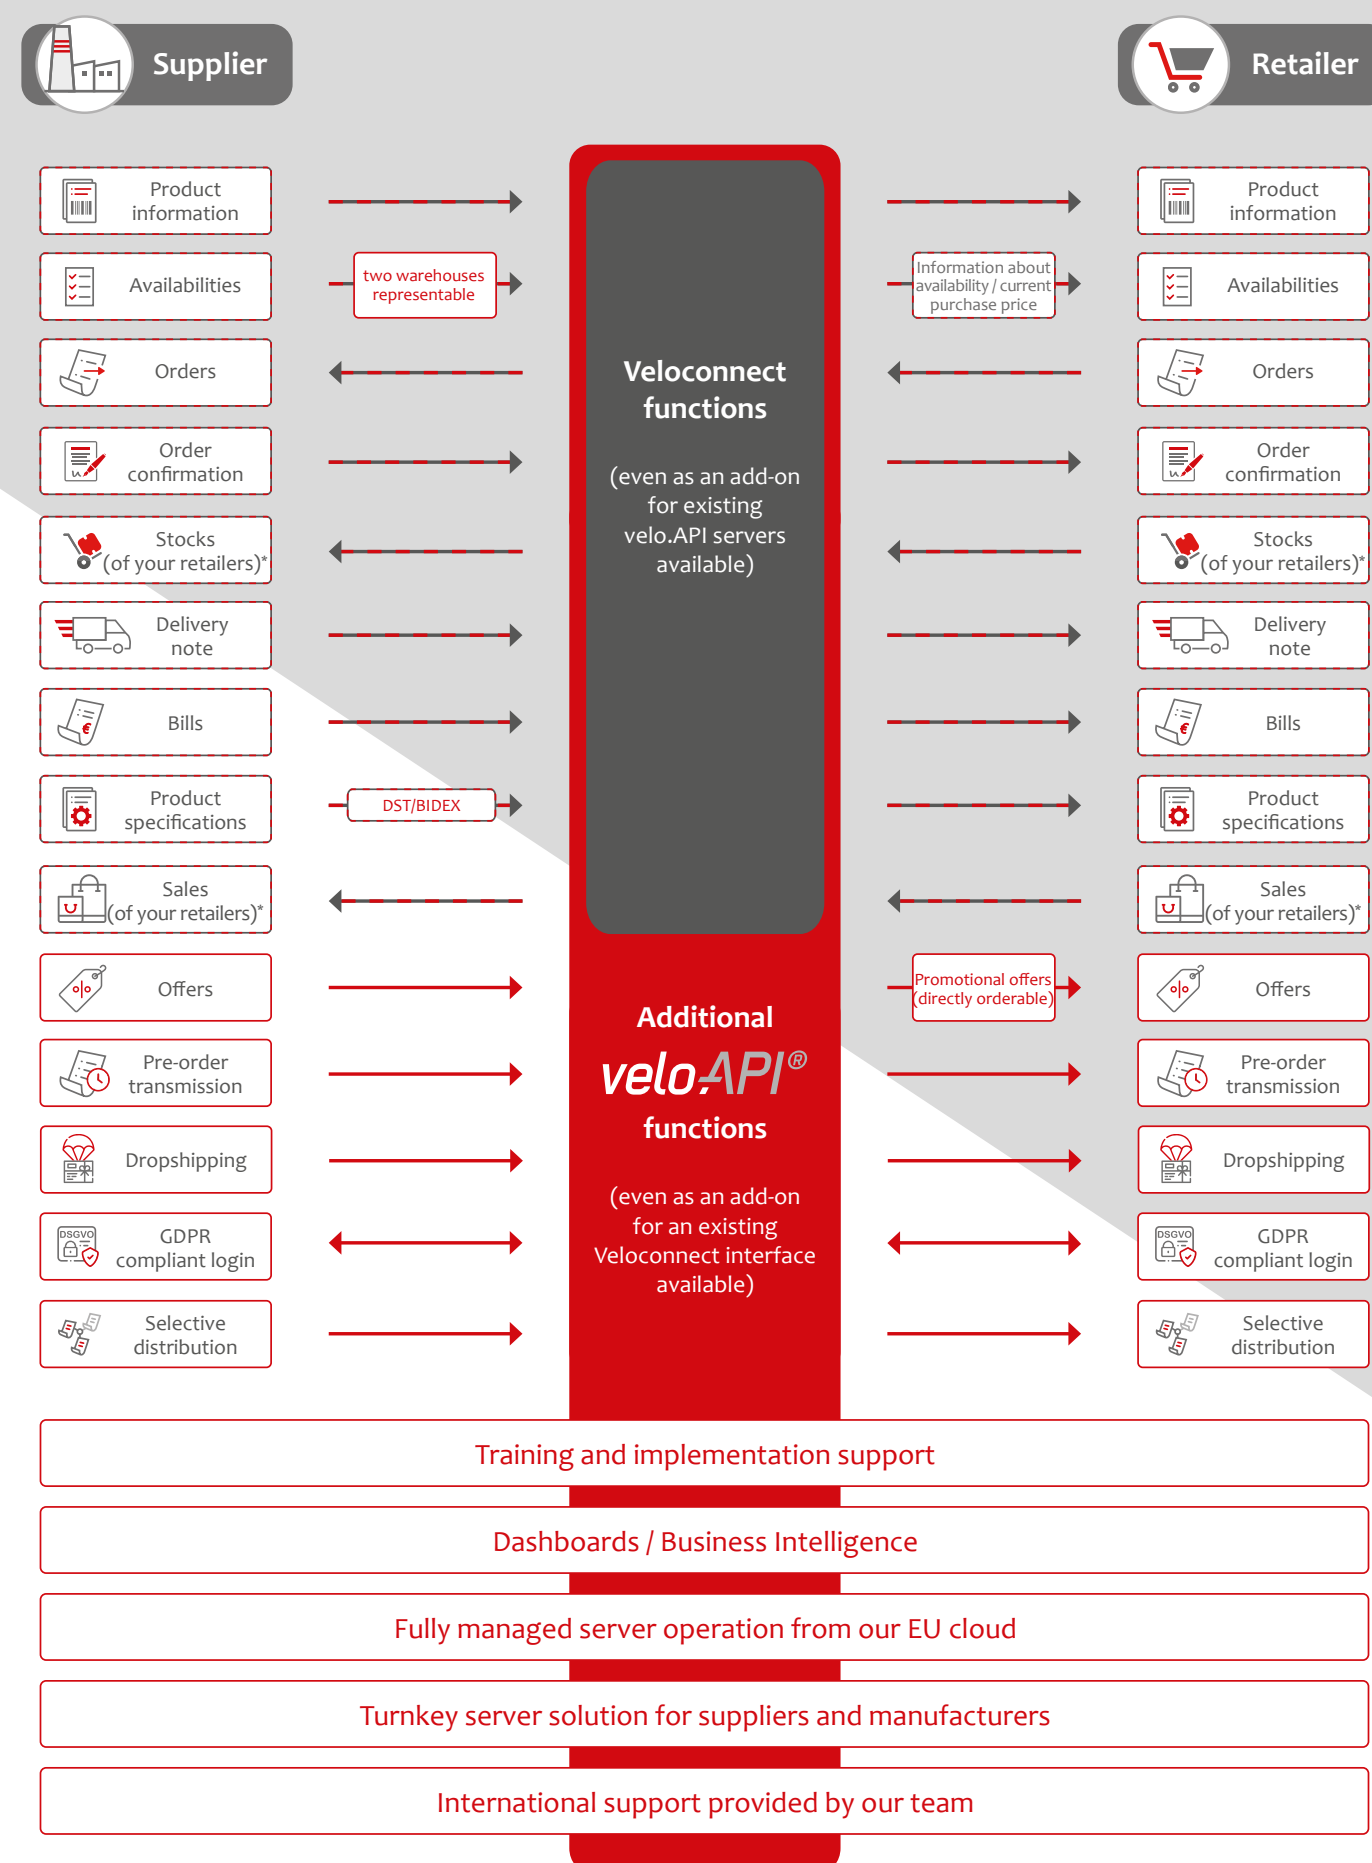 Supplier
Retailer
Product
information
Product
information
Availabilities
two warehouses
representable
Information about
availability / current
purchase price
Availabilities
Orders
Orders
Veloconnect
functions
(even as an add-on
for existing
velo.API servers
available)
Order
confirmation
Order
confirmation
Stocks
(of your retailers)*
Stocks
(of your retailers)*
Delivery
note
Delivery
note
Bills
Bills
Product
specifications
DST/BIDEX
Product
specifications
Sales
(of your retailers)*
Sales
(of your retailers)*
Offers
Promotional offers
(directly orderable)
Offers
Additional
velo.API®
functions
(even as an add-on
for an existing
Veloconnect interface
available)
Pre-order
transmission
Pre-order
transmission
Dropshipping
Dropshipping
DSGVO
GDPR
compliant login
DSGVO
GDPR
compliant login
Selective
distribution
Selective
distribution
Training and implementation support
Dashboards / Business Intelligence
Fully managed server operation from our EU cloud
Turnkey server solution for suppliers and manufacturers
International support provided by our team